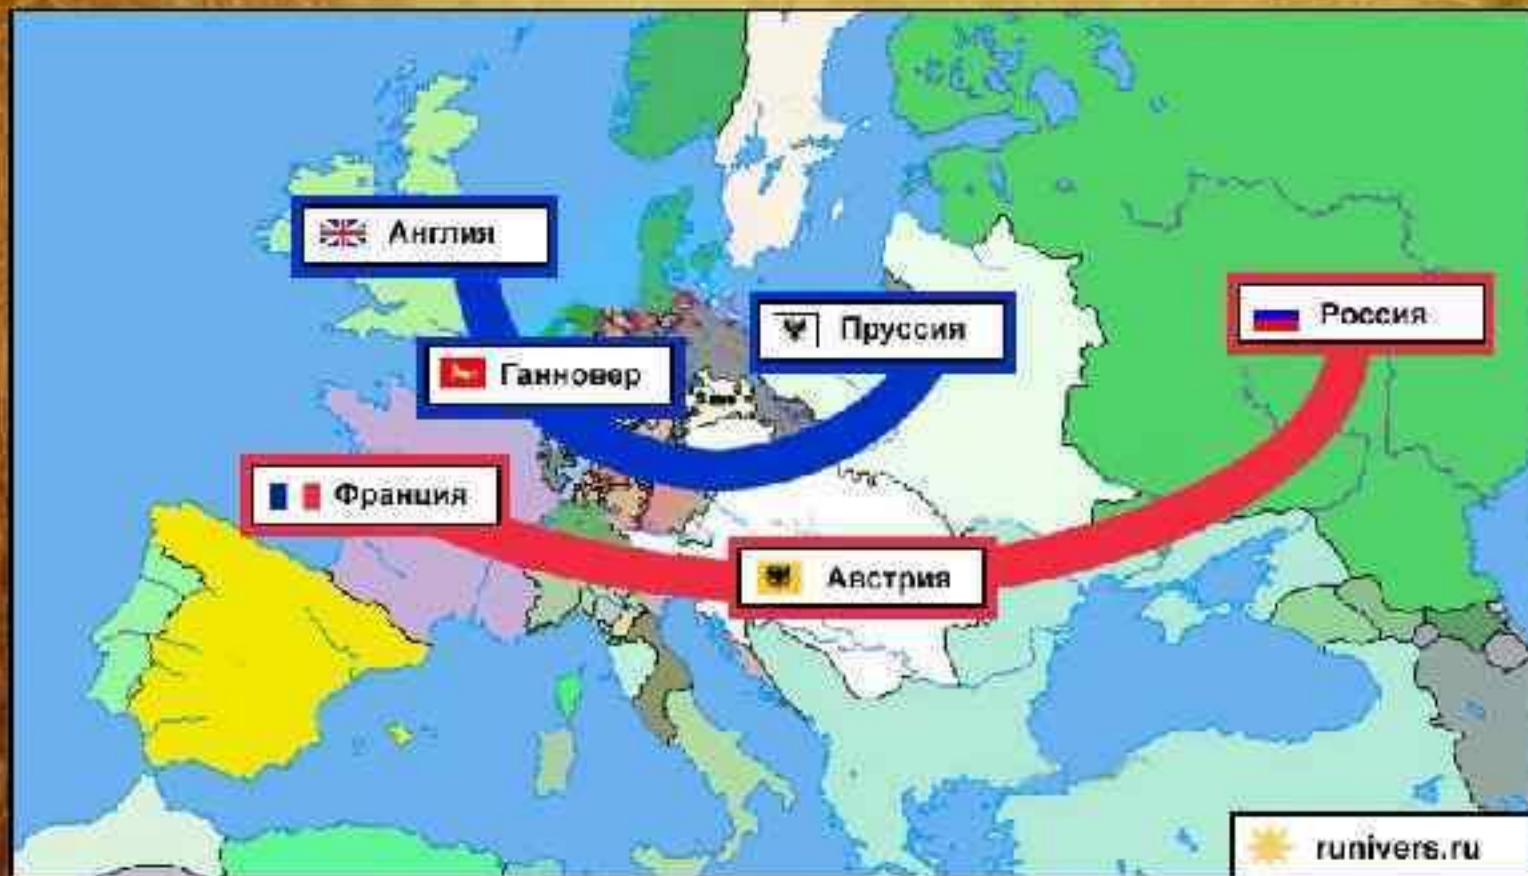 Англия
Пруссия
Россия
Ганновер
Франция
Австрия
runivers.ru